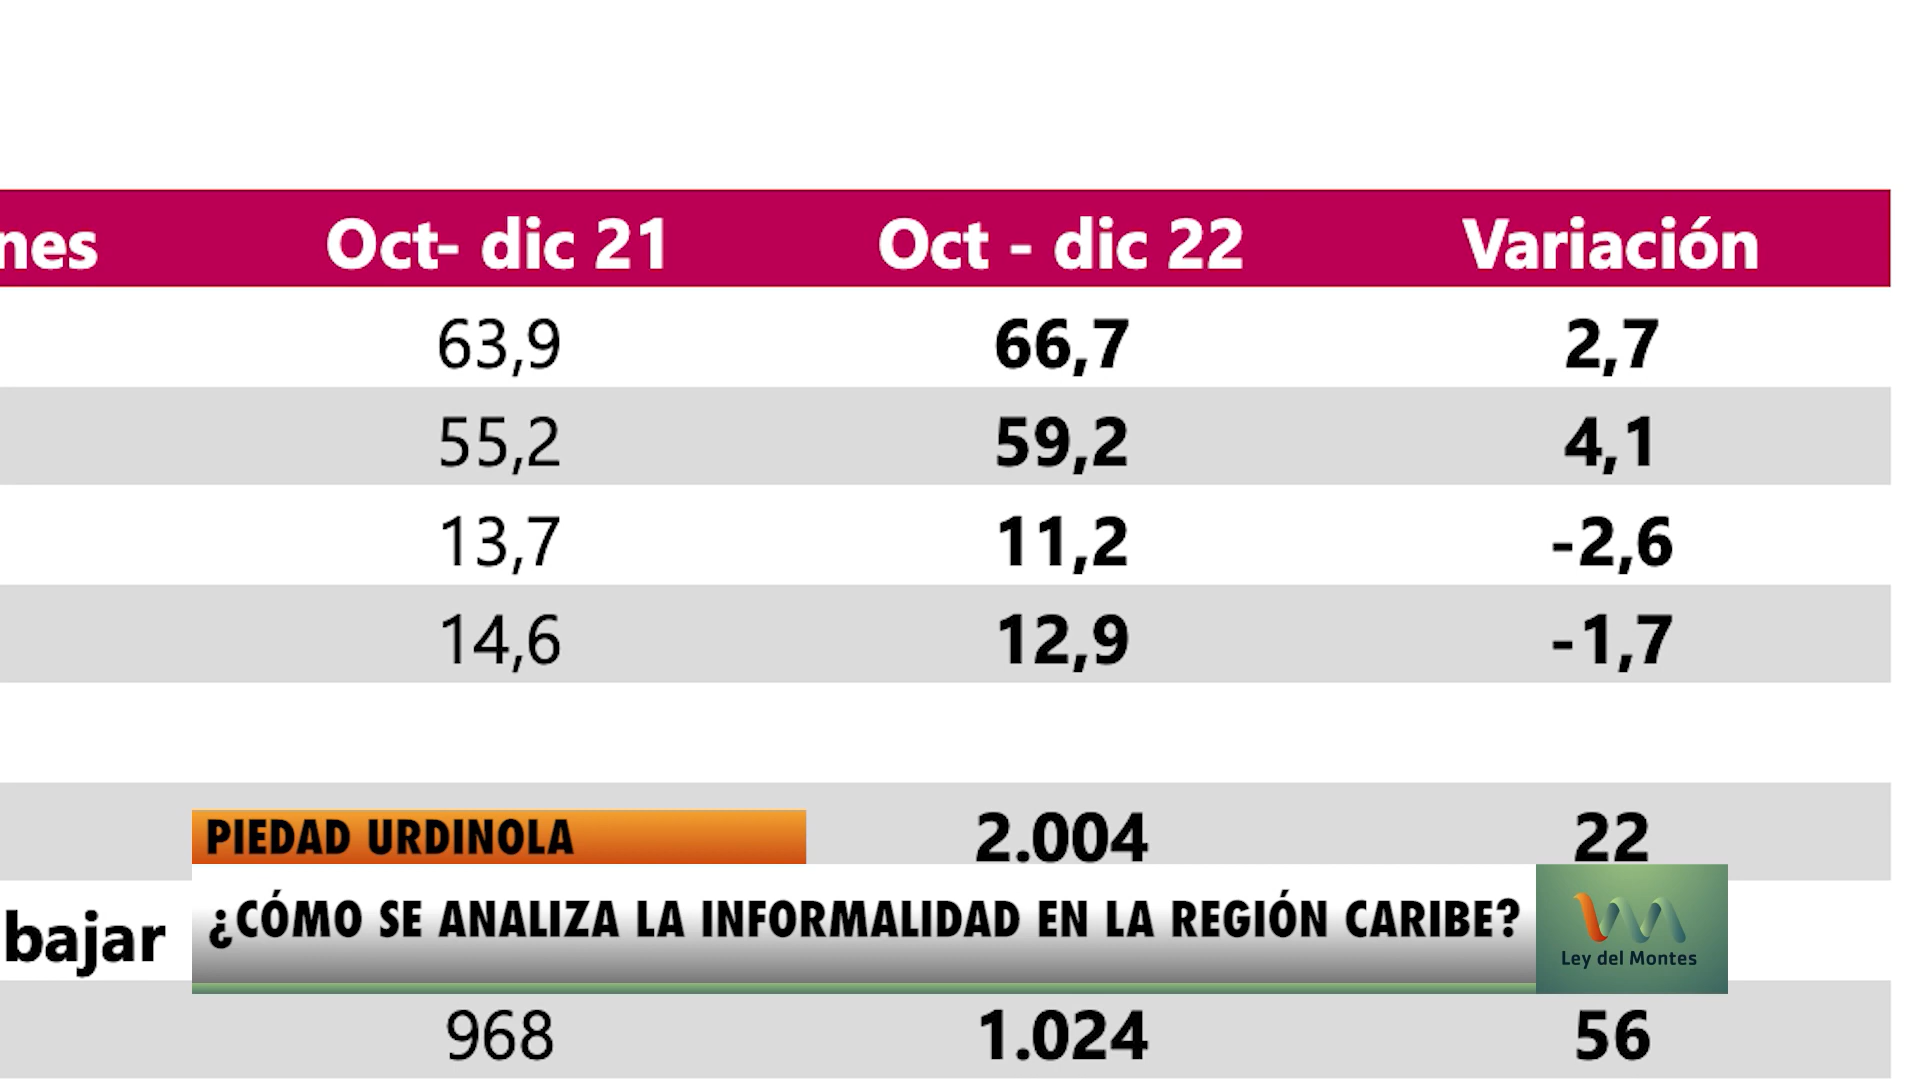 nes Oct- dic 21 Oct - dic 22 Variación
63,9 66,7 2,7
55,2 59,2 4,1
13,7 11,2 -2,6
14,6 12,9 -1,7
PIEDAD URDINOLA 2.004 22
bajar ¿CÓMO SE ANALIZA LA INFORMALIDAD EN LA REGIÓN CARIBE?
Ley del Montes
968 1.024 56